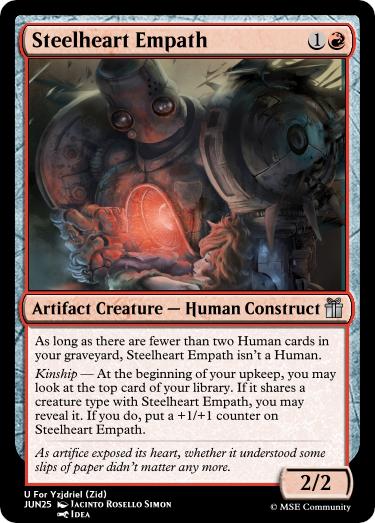 Steelheart Empath 1
Artifact Creature — Human Construct
As long as there are fewer than two Human cards in
your graveyard, Steelheart Empath isn't a Human.
Kinship — At the beginning of your upkeep, you may
look at the top card of your library. If it shares a
creature type with Steelheart Empath, you may
reveal it. If you do, put a +1/+1 counter on
Steelheart Empath.
As artifice exposed its heart, whether it understood some
slips of paper didn't matter any more.
2/2
U For Yzjdriel (Zid)
JUN25 Jacinto Rosello Simon
Idea
© MSE Community